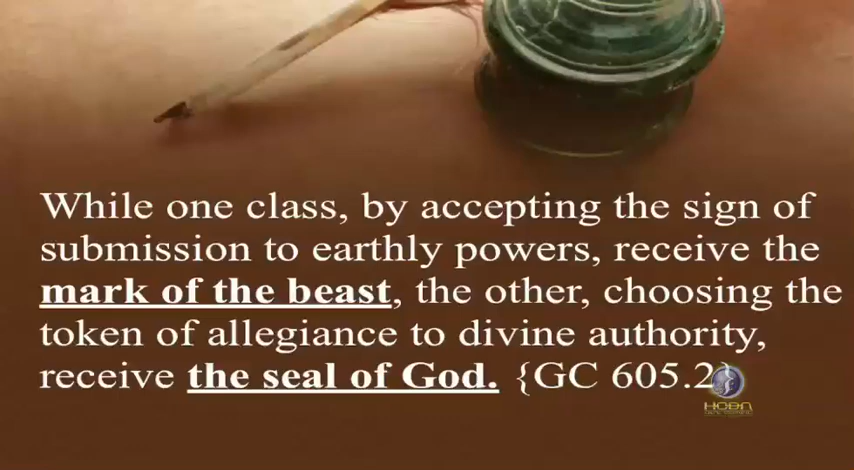 While one class, by accepting the sign of
submission to earthly powers, receive the
mark of the beast, the other, choosing the
token of allegiance to divine authority,
receive the seal of God. {GC 605.2}
HOBN